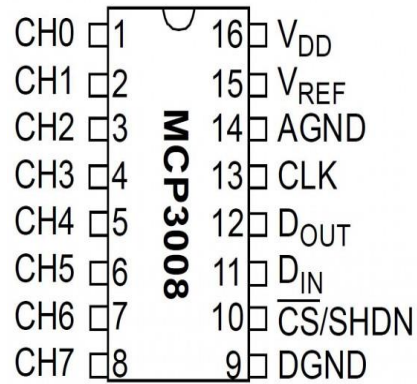 CH0 1 16 VDD
CH1 2 15 VREF
CH2 3 14 AGND
CH3 4 13 CLK
CH4 5 12 DOUT
CH5 6 11 DIN
CH6 7 10 C̅S̅/SHDN
CH7 8 9 DGND
MCP3008